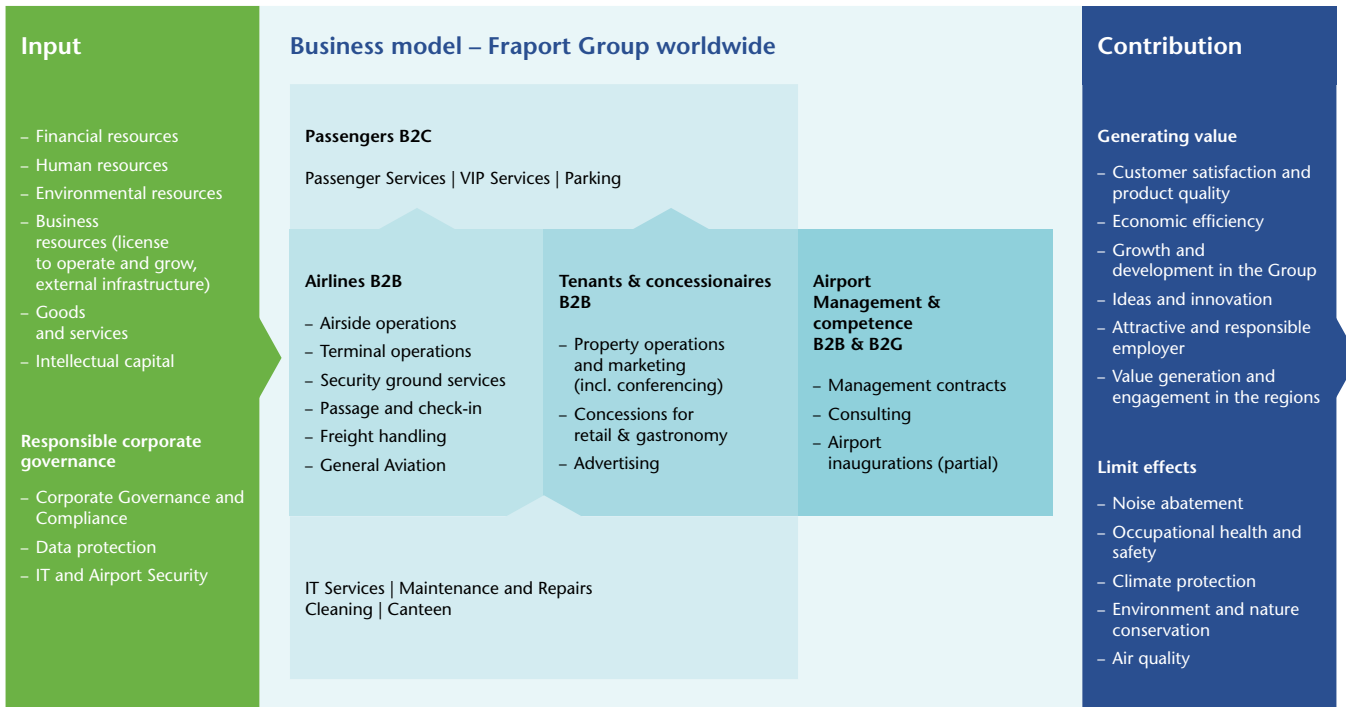 Input
– Financial resources
– Human resources
– Environmental resources
– Business
resources (license
to operate and grow,
external infrastructure)
– Goods
and services
– Intellectual capital
Responsible corporate
governance
– Corporate Governance and
Compliance
– Data protection
– IT and Airport Security
Business model – Fraport Group worldwide
Passengers B2C
Passenger Services | VIP Services | Parking
Airlines B2B
– Airside operations
– Terminal operations
– Security ground services
– Passage and check-in
– Freight handling
– General Aviation
Tenants & concessionaires
B2B
– Property operations
and marketing
(incl. conferencing)
– Concessions for
retail & gastronomy
– Advertising
Airport
Management &
competence
B2B & B2G
– Management contracts
– Consulting
– Airport
inaugurations (partial)
IT Services | Maintenance and Repairs
Cleaning | Canteen
Contribution
Generating value
– Customer satisfaction and
product quality
– Economic efficiency
– Growth and
development in the Group
– Ideas and innovation
– Attractive and responsible
employer
– Value generation and
engagement in the regions
Limit effects
– Noise abatement
– Occupational health and
safety
– Climate protection
– Environment and nature
conservation
– Air quality